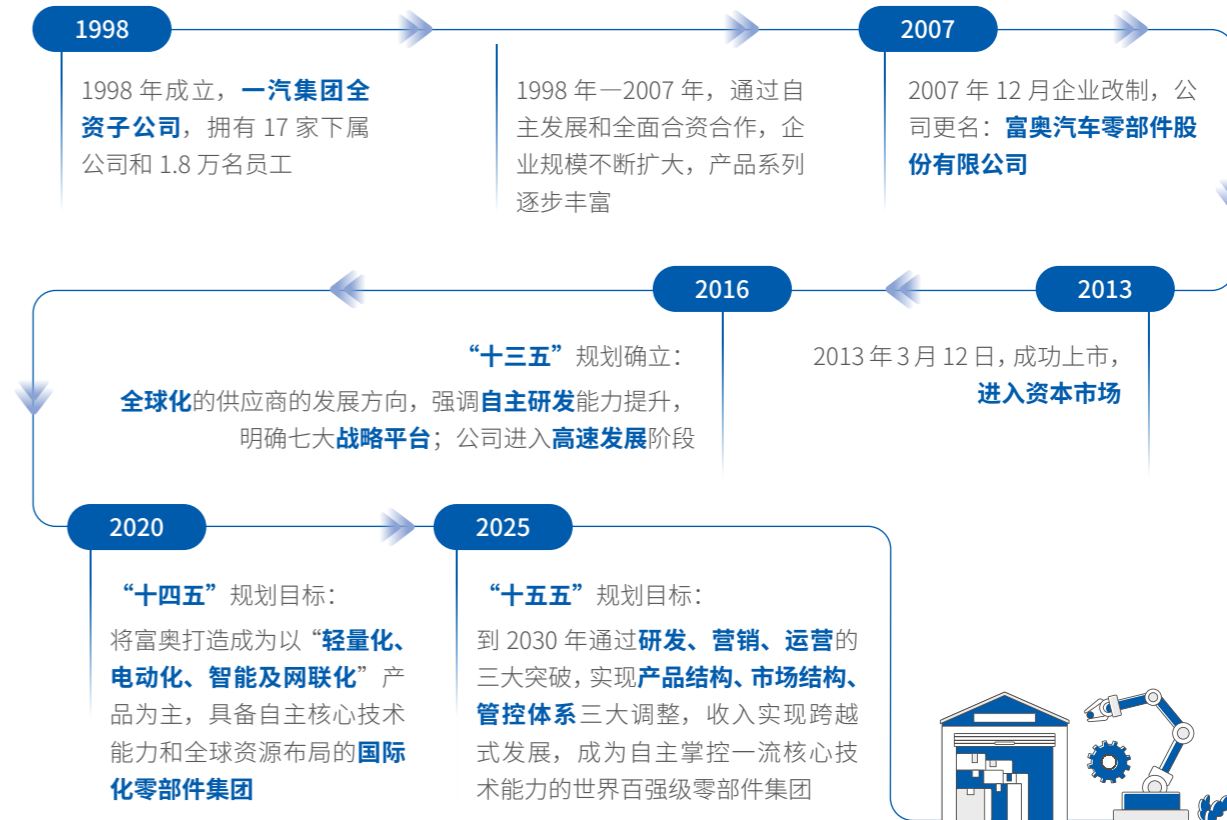 1998
1998 年成立，一汽集团全
资子公司，拥有 17 家下属
公司和 1.8 万名员工
1998 年—2007 年，通过自
主发展和全面合资合作，企
业规模不断扩大，产品系列
逐步丰富
2007
2007 年 12 月企业改制，公
司更名：富奥汽车零部件股
份有限公司
2013
2013 年 3 月 12 日，成功上市，
进入资本市场
2016
“十三五”规划确立：
全球化的供应商的发展方向，强调自主研发能力提升，
明确七大战略平台；公司进入高速发展阶段
2020
“十四五”规划目标：
将富奥打造成为以“轻量化、
电动化、智能及网联化”产
品为主，具备自主核心技术
能力和全球资源布局的国际
化零部件集团
2025
“十五五”规划目标：
到 2030 年通过研发、营销、运营的
三大突破，实现产品结构、市场结构、
管控体系三大调整，收入实现跨越
式发展，成为自主掌控一流核心技
术能力的世界百强级零部件集团